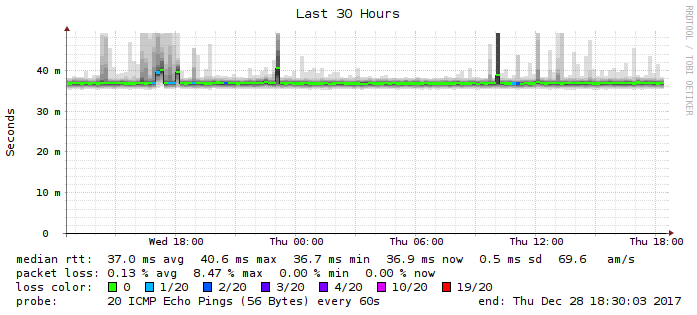 Last 30 Hours
RRDTOOL / TOBI OETIKER
Seconds
40 m
30 m
20 m
10 m
0
Wed 18:00 Thu 00:00 Thu 06:00 Thu 12:00 Thu 18:00
median rtt: 37.0 ms avg 40.6 ms max 36.7 ms min 36.9 ms now 0.5 ms sd 69.6 am/s
packet loss: 0.13 % avg 8.47 % max 0.00 % min 0.00 % now
loss color: 0 1/20 2/20 3/20 4/20 10/20 19/20
probe: 20 ICMP Echo Pings (56 Bytes) every 60s end: Thu Dec 28 18:30:03 2017